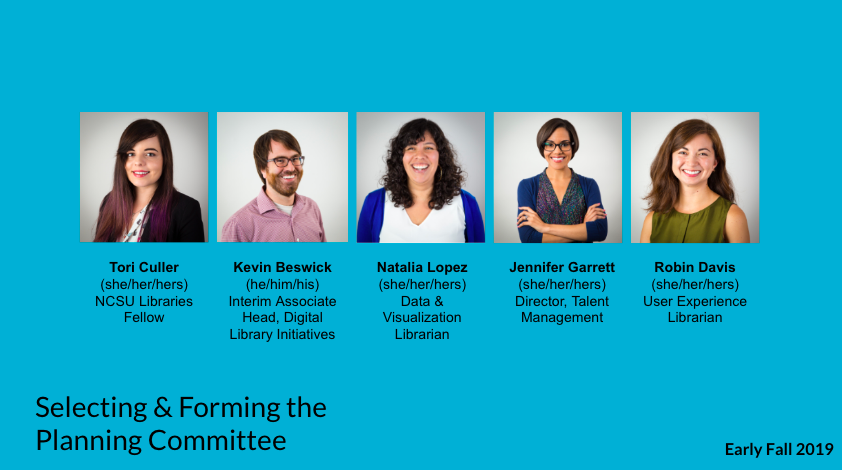 Tori Culler
(she/her/hers)
NCSU Libraries
Fellow
Kevin Beswick
(he/him/his)
Interim Associate
Head, Digital
Library Initiatives
Natalia Lopez
(she/her/hers)
Data &
Visualization
Librarian
Jennifer Garrett
(she/her/hers)
Director, Talent
Management
Robin Davis
(she/her/hers)
User Experience
Librarian
Selecting & Forming the
Planning Committee
Early Fall 2019